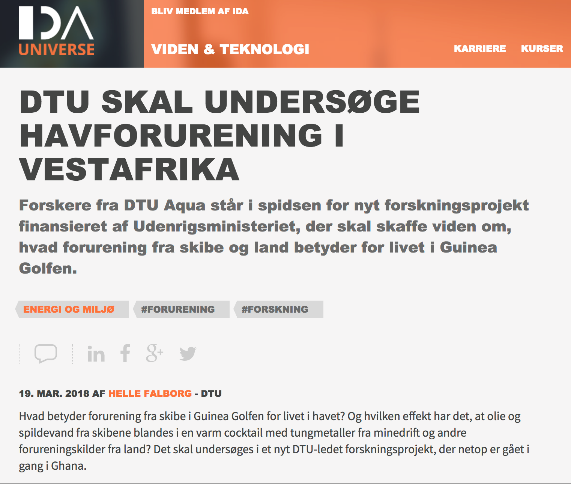 IDA
UNIVERSE
BLIV MEDLEM AF IDA
VIDEN & TEKNOLOGI
KARRIERE
KURSER
DTU SKAL UNDERSØGE
HAVFORURENING I
VESTAFRIKA
Forskere fra DTU Aqua står i spidsen for nyt forskningsprojekt
finansieret af Udenrigsministeriet, der skal skaffe viden om,
hvad forurening fra skibe og land betyder for livet i Guinea
Golfen.
ENERGI OG MILJØ
#FORURENING
#FORSKNING
in f g+
19. MAR. 2018 AF HELLE FALBORG - DTU
Hvad betyder forurening fra skibe i Guinea Golfen for livet i havet? Og hvilken effekt har det, at olie og
spildevand fra skibene blandes i en varm cocktail med tungmetaller fra minedrift og andre
forureningskilder fra land? Det skal undersøges i et nyt DTU-ledet forskningsprojekt, der netop er gået i
gang i Ghana.